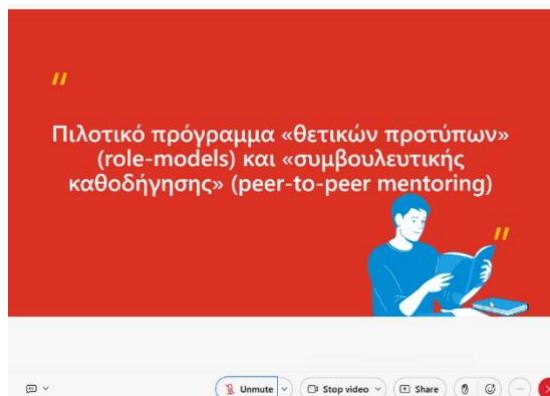 Πιλοτικό πρόγραμμα «θετικών προτύπων»
(role-models) και «συμβουλευτικής
καθοδήγησης» (peer-to-peer mentoring)
Unmute
Stop video
Share